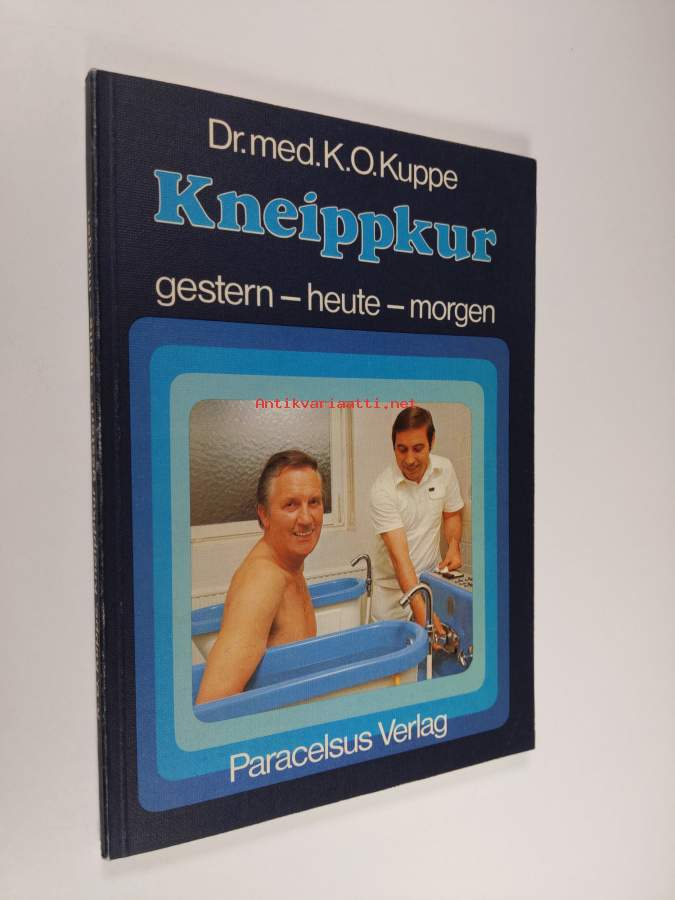 Dr.med.K.O.Kuppe
Kneippkur
gestern – heute – morgen
Antikvariaatti.net
Paracelsus Verlag